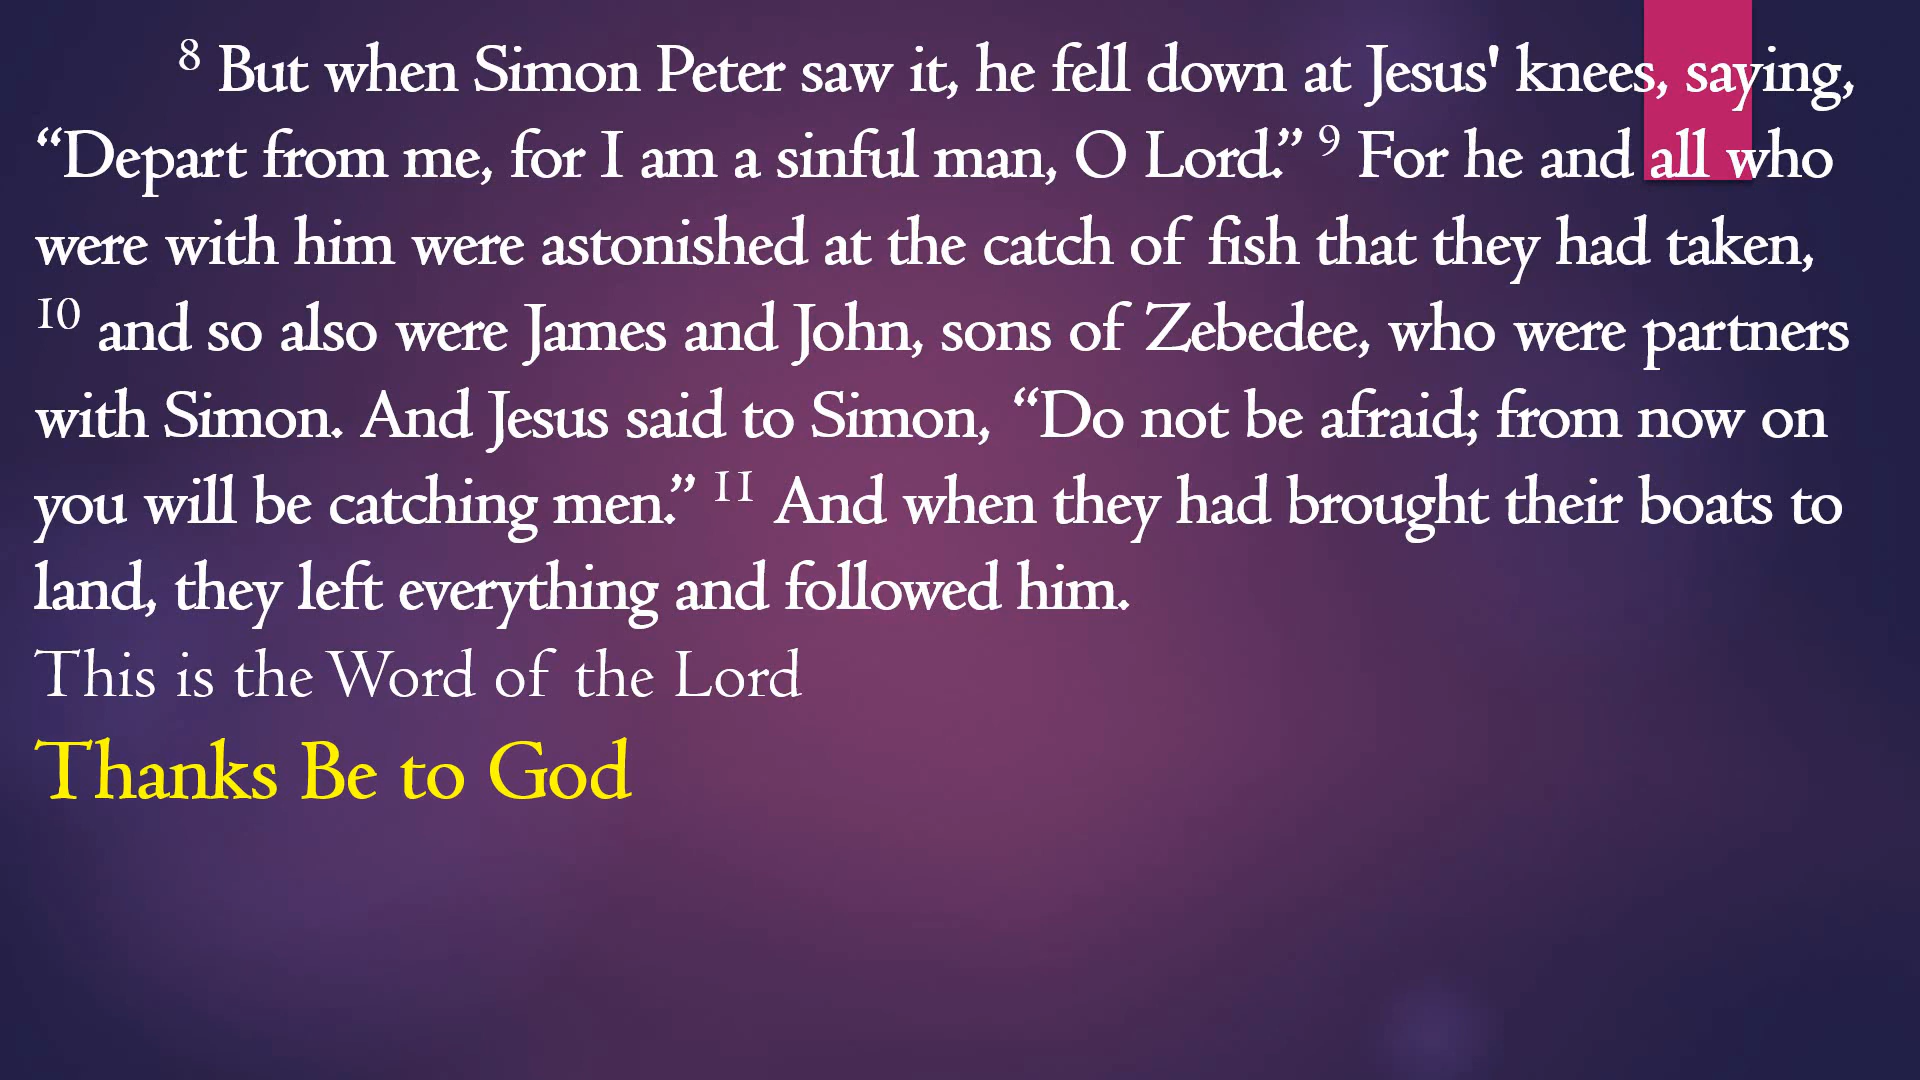 8 But when Simon Peter saw it, he fell down at Jesus' knees, saying,
“Depart from me, for I am a sinful man, O Lord.” 9 For he and all who
were with him were astonished at the catch of fish that they had taken,
10 and so also were James and John, sons of Zebedee, who were partners
with Simon. And Jesus said to Simon, “Do not be afraid; from now on
you will be catching men.” 11 And when they had brought their boats to
land, they left everything and followed him.
This is the Word of the Lord
Thanks Be to God